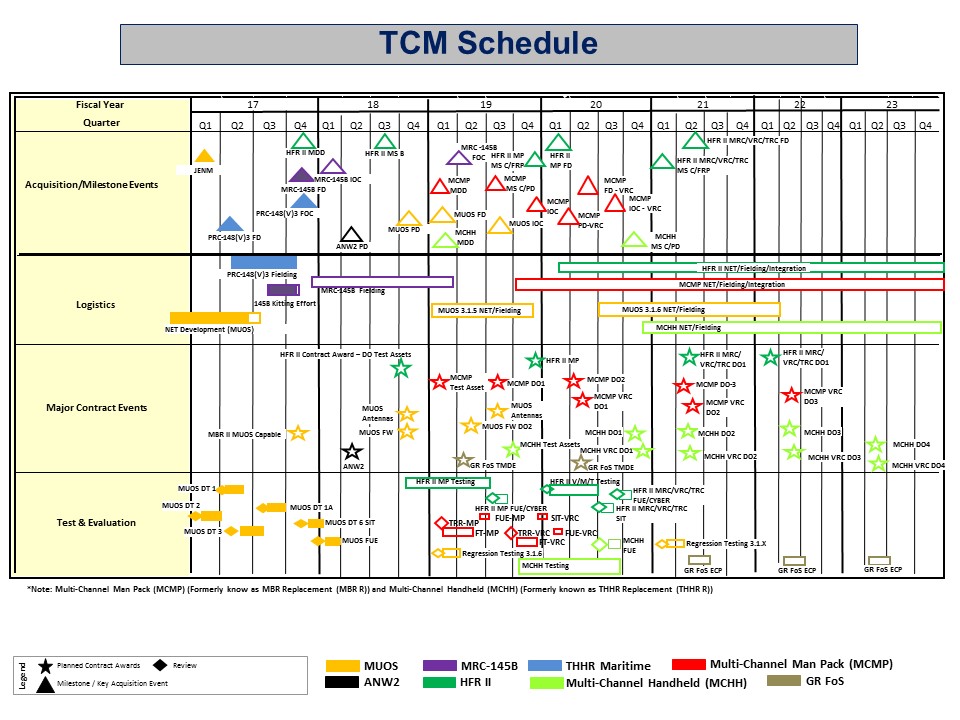 TCM Schedule
Fiscal Year 17 18 19 20 21 22 23
Quarter Q1 Q2 Q3 Q4 Q1 Q2 Q3 Q4 Q1 Q2 Q3 Q4 Q1 Q2 Q3 Q4 Q1 Q2 Q3 Q4 Q1 Q2 Q3 Q4 Q1 Q2 Q3 Q4
Acquisition/Milestone Events
JENM
HFR II MDD
MRC-145B FD
MRC-145B IOC
PRC-148(V)3 FOC
PRC-148(V)3 FD
HFR II MS B
ANW2 PD
MUOS PD
MRC -145B
FOC
HFR II MP
MS C/FRP
HFR II
MP FD
MCMP
MDD
MCMP
MS C/PD
MCMP
IOC
MCMP
FD - VRC
MCMP
IOC - VRC
MCMP
PD-VRC
MUOS FD
MUOS IOC
MCHH
MDD
MCHH
MS C/PD
HFR II MRC/VRC/TRC FD
HFR II MRC/VRC/TRC
MS C/FRP
Logistics
PRC-148(V)3 Fielding
145B Kitting Effort
MRC-145B Fielding
NET Development (MUOS)
HFR II NET/Fielding/Integration
MCMP NET/Fielding/Integration
MUOS 3.1.5 NET/Fielding
MUOS 3.1.6 NET/Fielding
MCHH NET/Fielding
Major Contract Events
HFR II Contract Award – DO Test Assets
HFR II MP
HFR II MRC/
VRC/TRC DO1
HFR II MRC/
VRC/TRC DO1
MCMP
Test Asset
MCMP DO1
MCMP DO2
MCMP VRC
DO1
MCMP DO-3
MCMP VRC
DO2
MCMP VRC
DO3
MUOS
Antennas
MUOS FW
MUOS
Antennas
MUOS FW DO2
MBR II MUOS Capable
ANW2
MCHH Test Assets
MCHH DO1
MCHH VRC DO1
MCHH DO2
MCHH VRC DO2
MCHH DO3
MCHH VRC DO3
MCHH DO4
MCHH VRC DO4
GR FoS TMDE
GR FoS TMDE
Test & Evaluation
MUOS DT 1
MUOS DT 2
MUOS DT 1A
MUOS DT 3
MUOS DT 6 SIT
MUOS FUE
HFR II MP Testing
HFR II V/M/T Testing
HFR II MP FUE/CYBER
HFR II MRC/VRC/TRC
FUE/CYBER
HFR II MRC/VRC/TRC
SIT
TRR-MP
FUE-MP
SIT-VRC
FT-MP
TRR-VRC
FUE-VRC
FT-VRC
MCHH
FUE
Regression Testing 3.1.6
Regression Testing 3.1.X
MCHH Testing
GR FoS ECP
GR FoS ECP
GR FoS ECP
*Note: Multi-Channel Man Pack (MCMP) (Formerly know as MBR Replacement (MBR R)) and Multi-Channel Handheld (MCHH) (Formerly known as THHR Replacement (THHR R))
Legend
Planned Contract Awards
Review
Milestone / Key Acquisition Event
MUOS
MRC-145B
THHR Maritime
Multi-Channel Man Pack (MCMP)
ANW2
HFR II
Multi-Channel Handheld (MCHH)
GR FoS